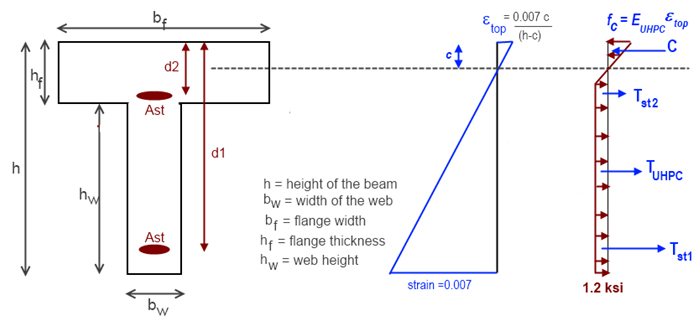 b_f
h_f
h
h_w
b_w
d2
d1
Ast
Ast
h = height of the beam
b_w = width of the web
b_f = flange width
h_f = flange thickness
h_w = web height
ε_top = 0.007 c
(h-c)
c
strain =0.007
f_C = E_UHPC ε_top
C
T_st2
T_UHPC
T_st1
1.2 ksi